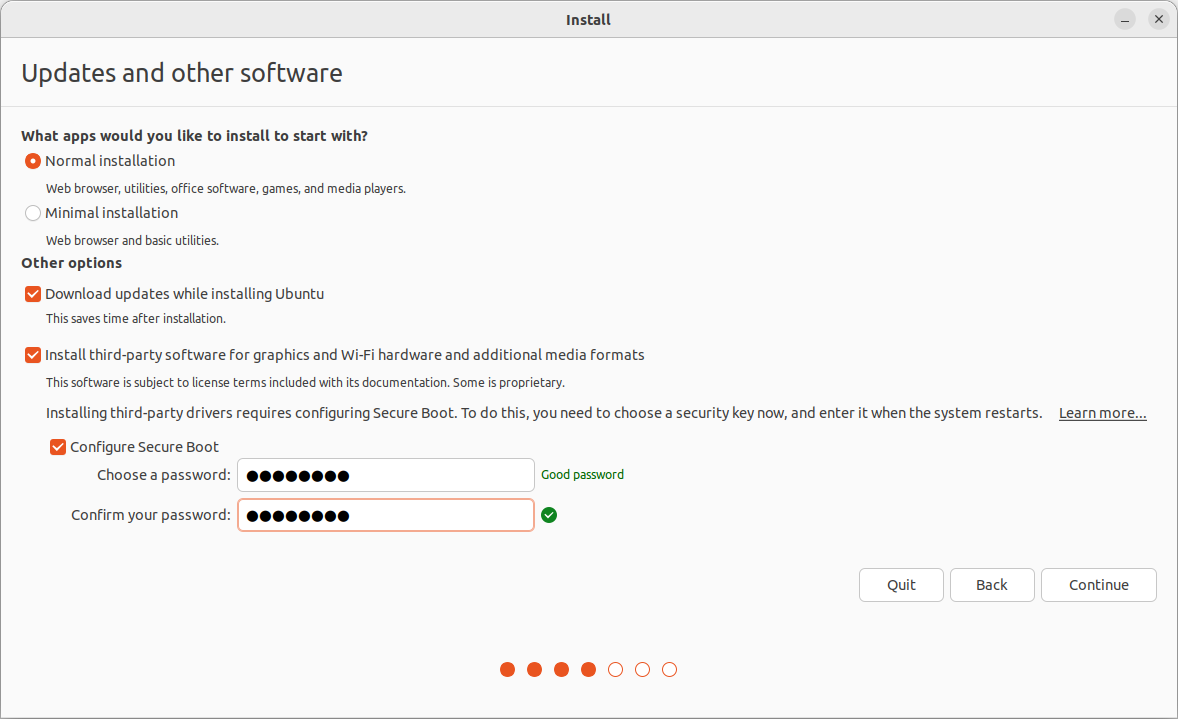 Install
Updates and other software
What apps would you like to install to start with?
Normal installation
Web browser, utilities, office software, games, and media players.
Minimal installation
Web browser and basic utilities.
Other options
Download updates while installing Ubuntu
This saves time after installation.
Install third-party software for graphics and Wi-Fi hardware and additional media formats
This software is subject to license terms included with its documentation. Some is proprietary.
Installing third-party drivers requires configuring Secure Boot. To do this, you need to choose a security key now, and enter it when the system restarts. Learn more...
Configure Secure Boot
Choose a password: ●●●●●●●● Good password
Confirm your password: ●●●●●●●●
Quit Back Continue